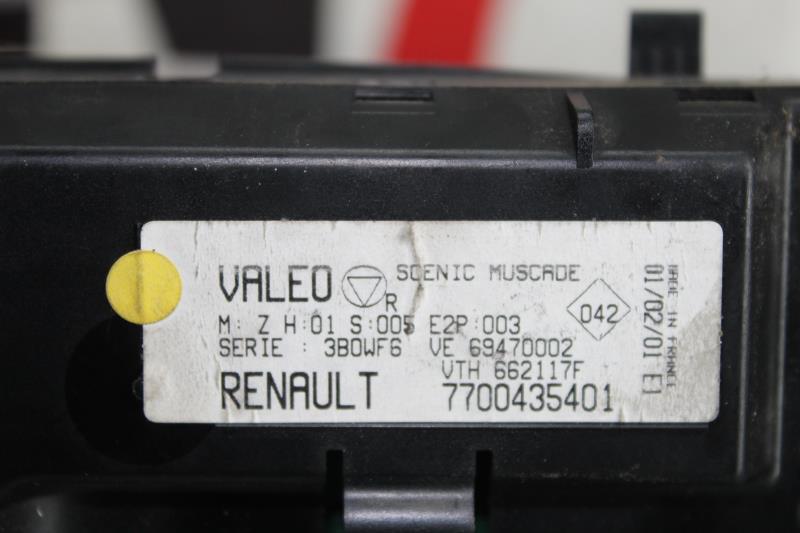 VALEO R SCENIC MUSCADE
M: Z H:01 S:005 E2P:003
042
SERIE : 3B0WF6 VE 69470002
VTH 662117F
RENAULT 7700435401
MADE IN FRANCE
01/02/01 E1